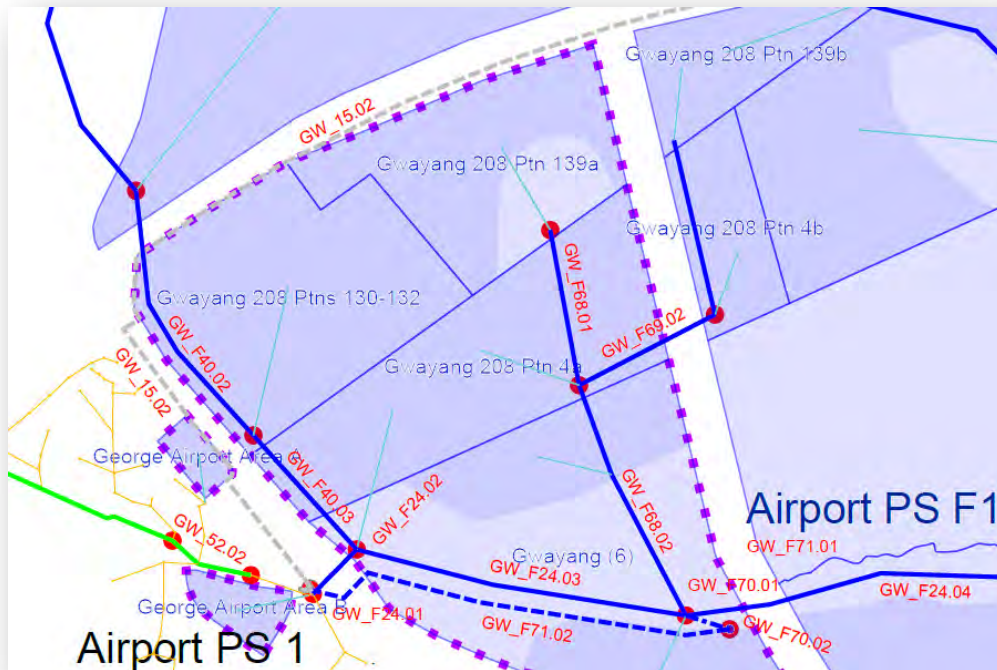 Gwayang 208 Ptn 139b
GW_15.02
Gwayang 208 Ptn 139a
Gwayang 208 Ptn 4b
GW_F68.01
Gwayang 208 Ptns 130-132
GW_F69.02
GW_F40.02
Gwayang 208 Ptn 4a
GW_15.02
George Airport Area
GW_F40.03
GW_F24.02
GW_F68.02
Airport PS F1
GW_52.02
GW_F71.01
Gwayang (6)
GW_F24.03
GW_F70.01
GW_F24.04
George Airport Area B
GW_F24.01
GW_F71.02
GW_F70.02
Airport PS 1